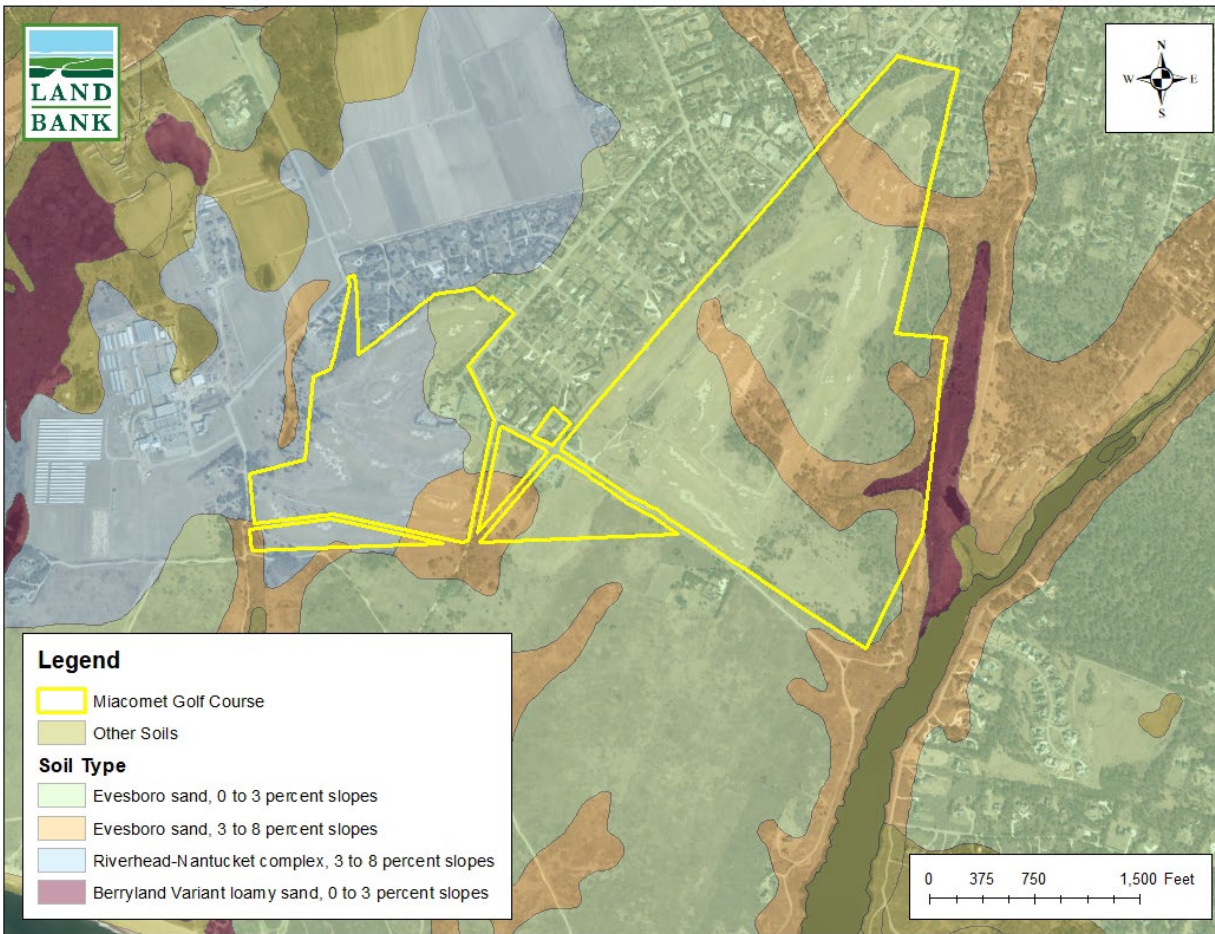 LAND
BANK
N
W E
S
Legend
Miacomet Golf Course
Other Soils
Soil Type
Evesboro sand, 0 to 3 percent slopes
Evesboro sand, 3 to 8 percent slopes
Riverhead-Nantucket complex, 3 to 8 percent slopes
Berryland Variant loamy sand, 0 to 3 percent slopes
0 375 750 1,500 Feet